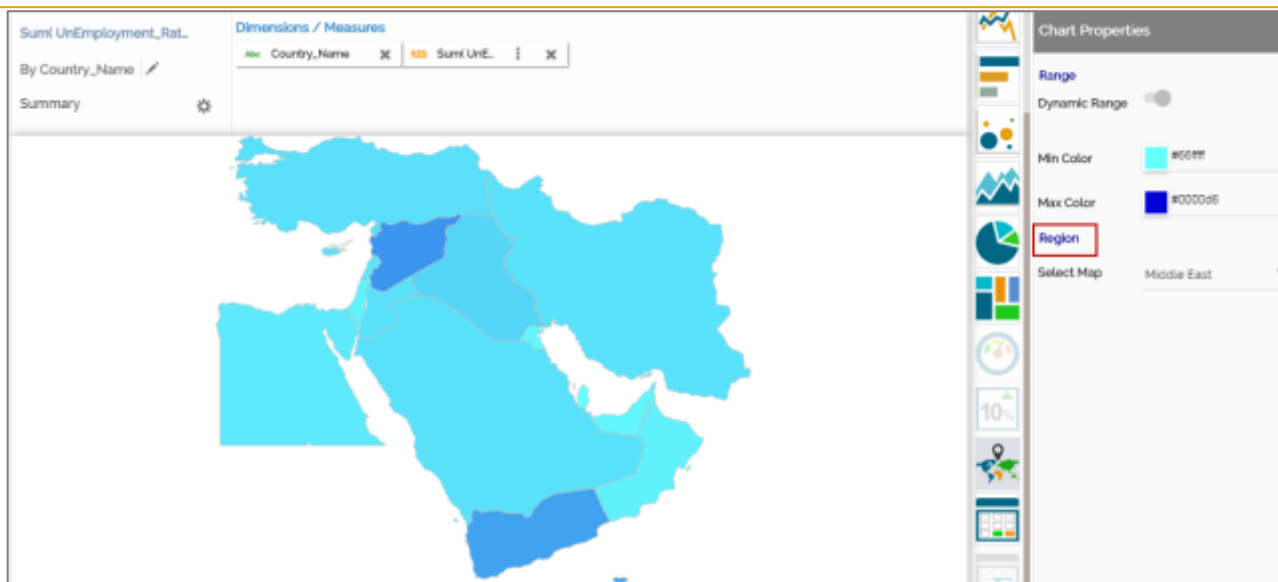 Sum( UnEmployment_Rat..
By Country_Name
Summary
Dimensions / Measures
Abc Country_Name
123 Sum( UnE..
10%
Chart Properties
Range
Dynamic Range
Min Color #66ffff
Max Color #0000d6
Region
Select Map Middle East